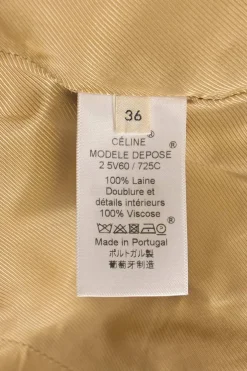 36
CÉLINE®
MODELE DEPOSE®
2 5V60 / 725C
100% Laine
Doublure et
détails intérieurs
100% Viscose
Made in Portugal
ポルトガル製
葡萄牙制造